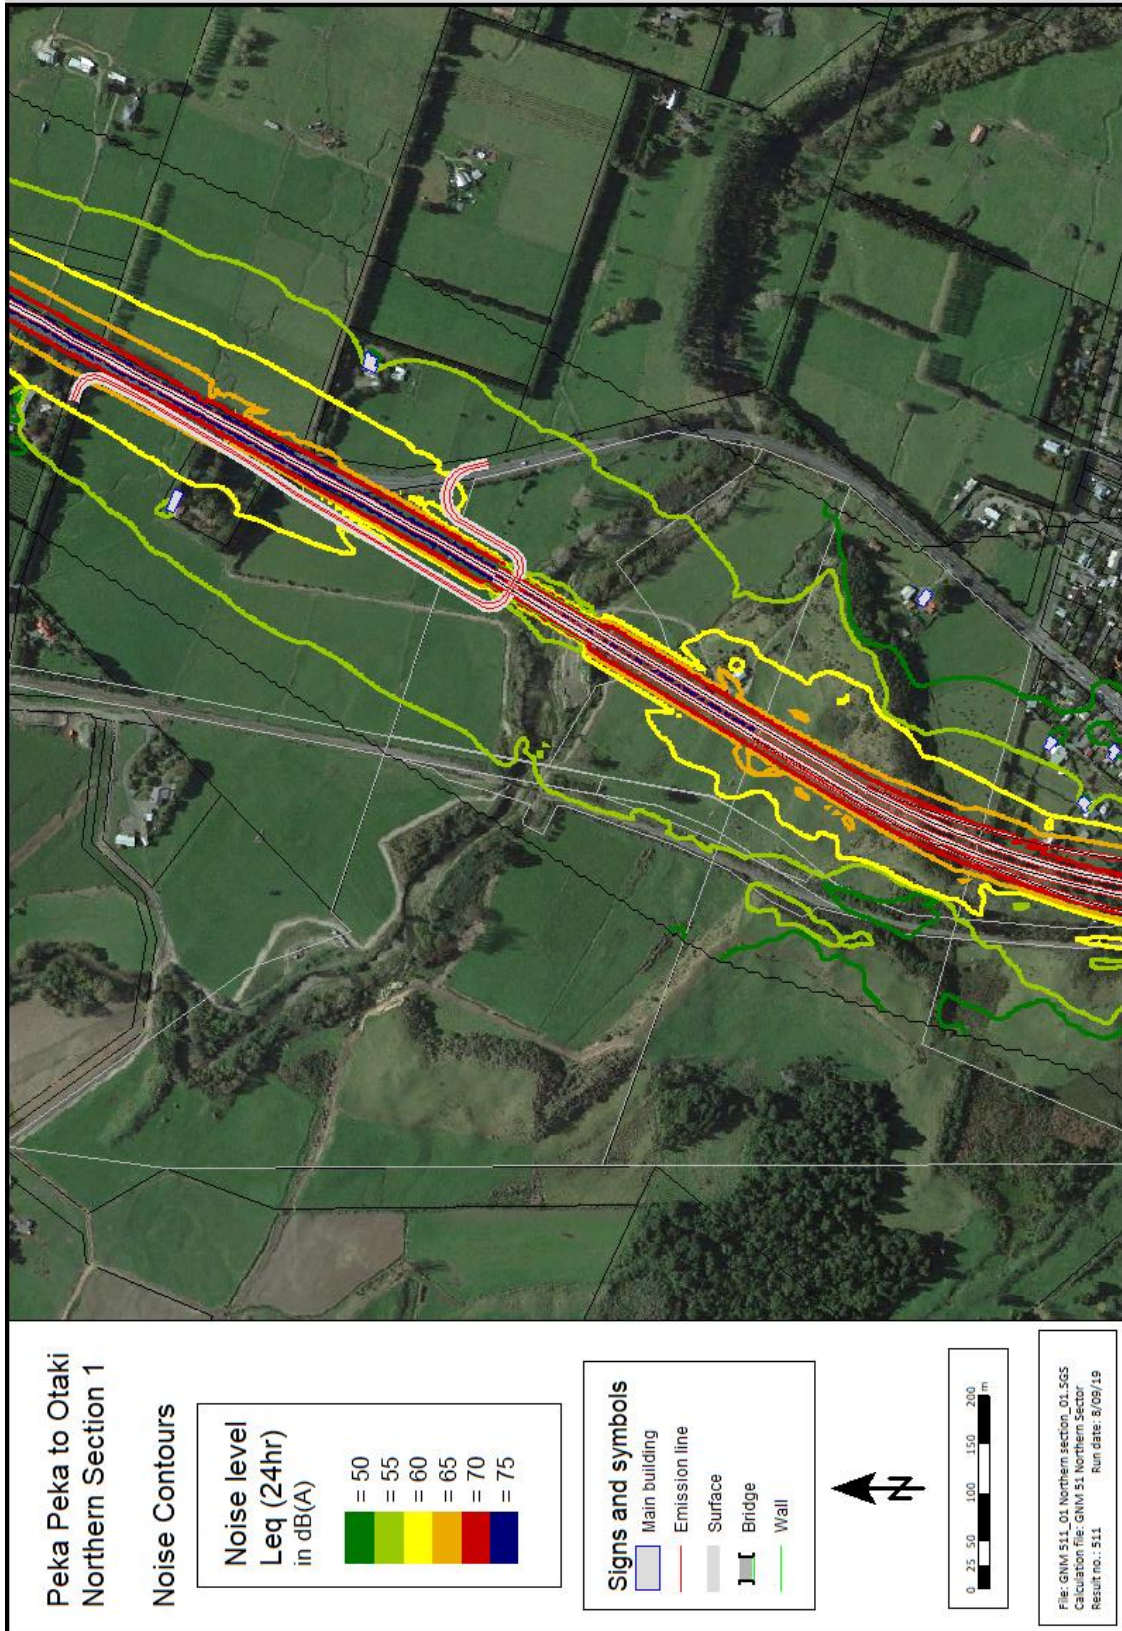 Peka Peka to Otaki
Northern Section 1
Noise Contours
Noise level
Leq (24hr)
in dB(A)
= 50
= 55
= 60
= 65
= 70
= 75
Signs and symbols
Main building
Emission line
Surface
Bridge
Wall
N
0 25 50 100 150 200
m
File: GNM 511_01 Northern section_01.SGS
Calculation file: GNM 51 Northern Sector
Result no.: 511 Run date: 8/09/19